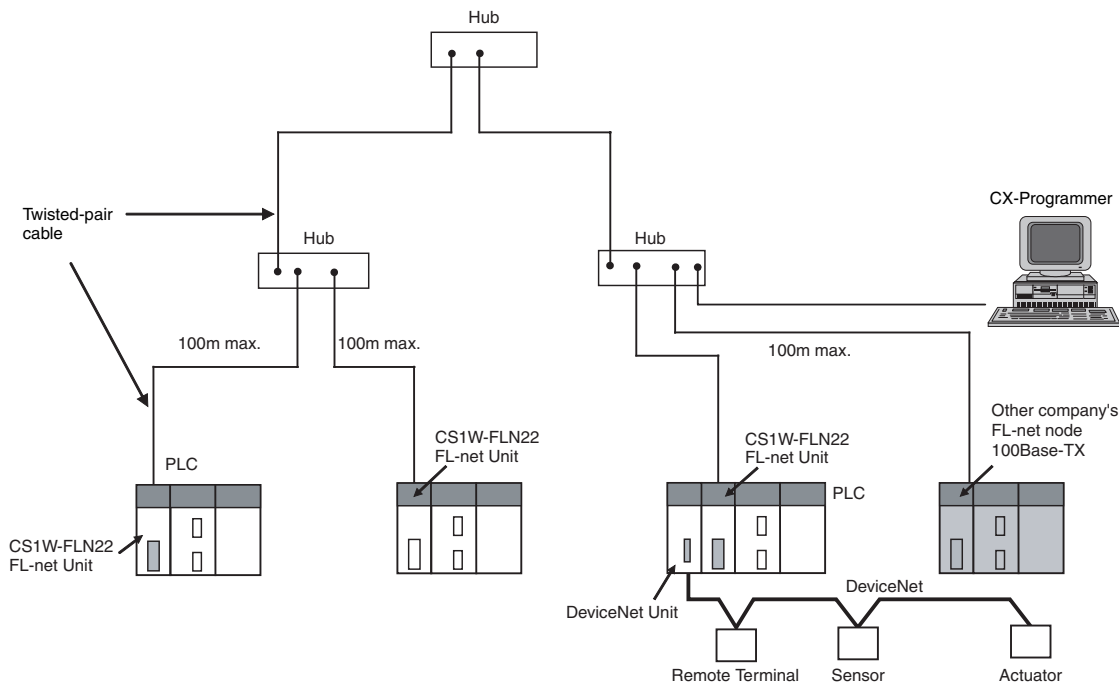 Hub
CX-Programmer
Twisted-pair
cable
Hub
Hub
100m max.
100m max.
100m max.
Other company's
FL-net node
100Base-TX
CS1W-FLN22
FL-net Unit
CS1W-FLN22
FL-net Unit
PLC
PLC
CS1W-FLN22
FL-net Unit
DeviceNet
DeviceNet Unit
Remote Terminal
Sensor
Actuator